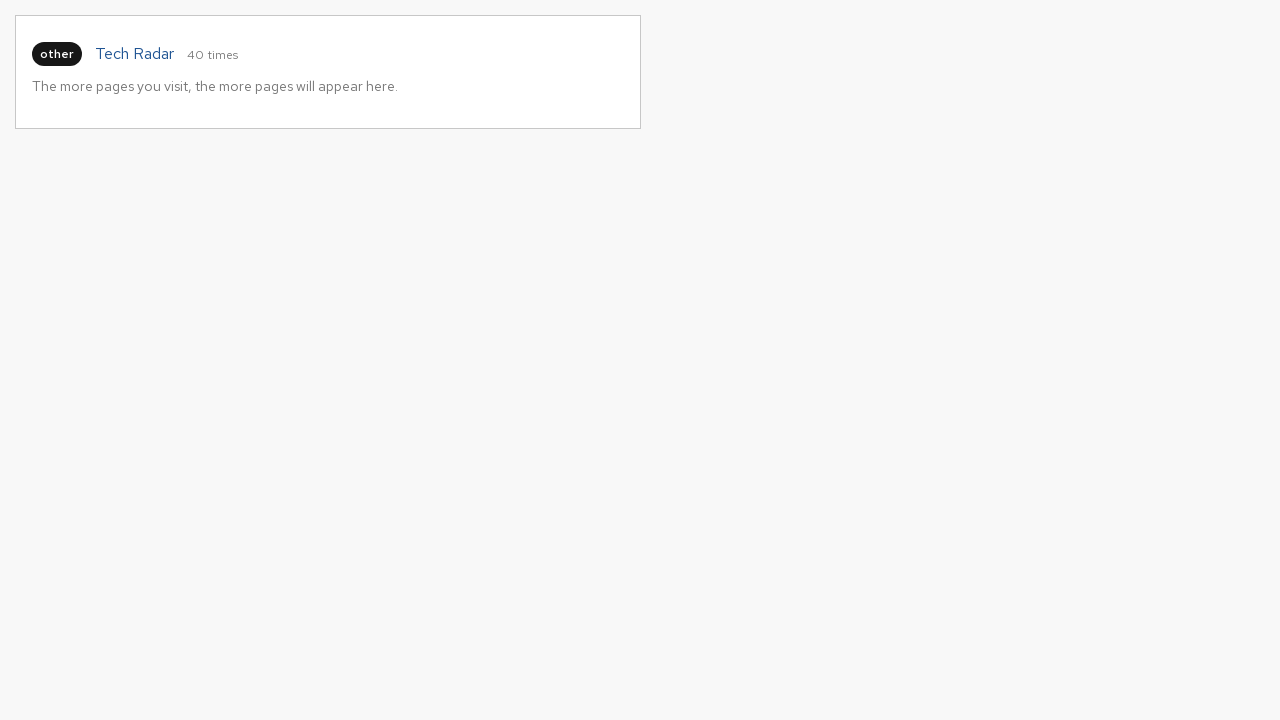 other Tech Radar 40 times
The more pages you visit, the more pages will appear here.